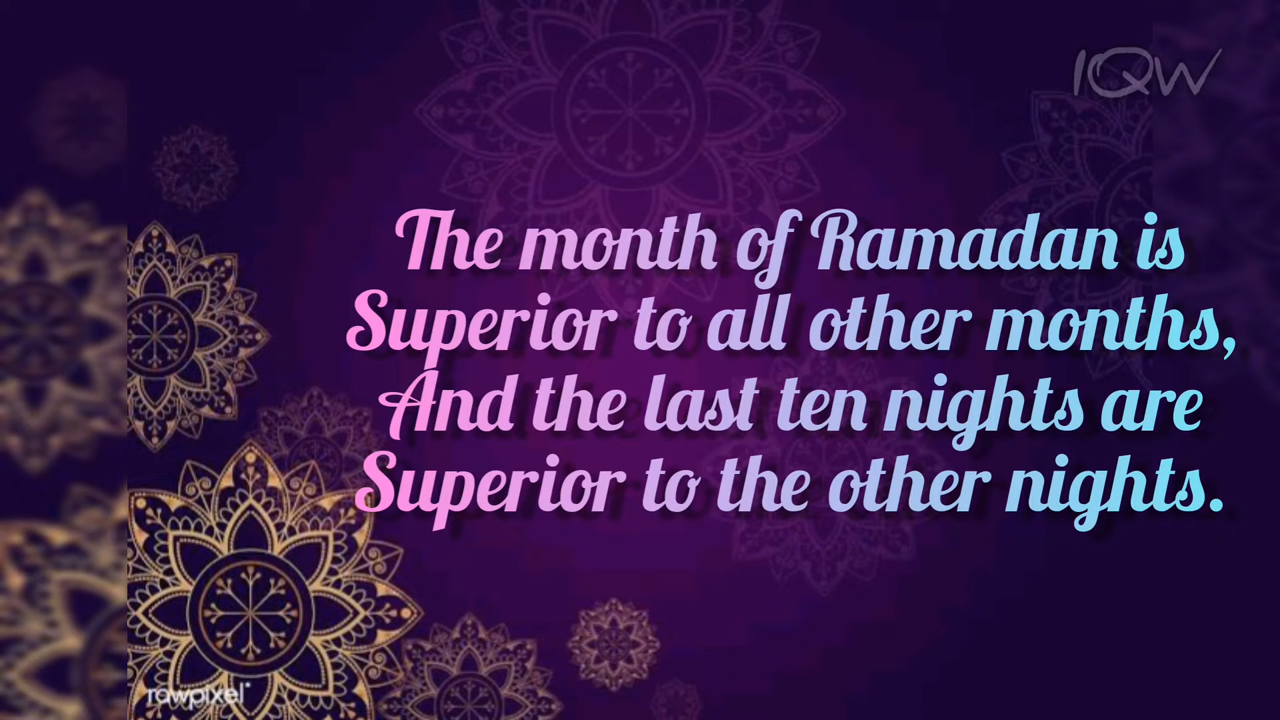 IQW
The month of Ramadan is
Superior to all other months,
And the last ten nights are
Superior to the other nights.
rawpixel